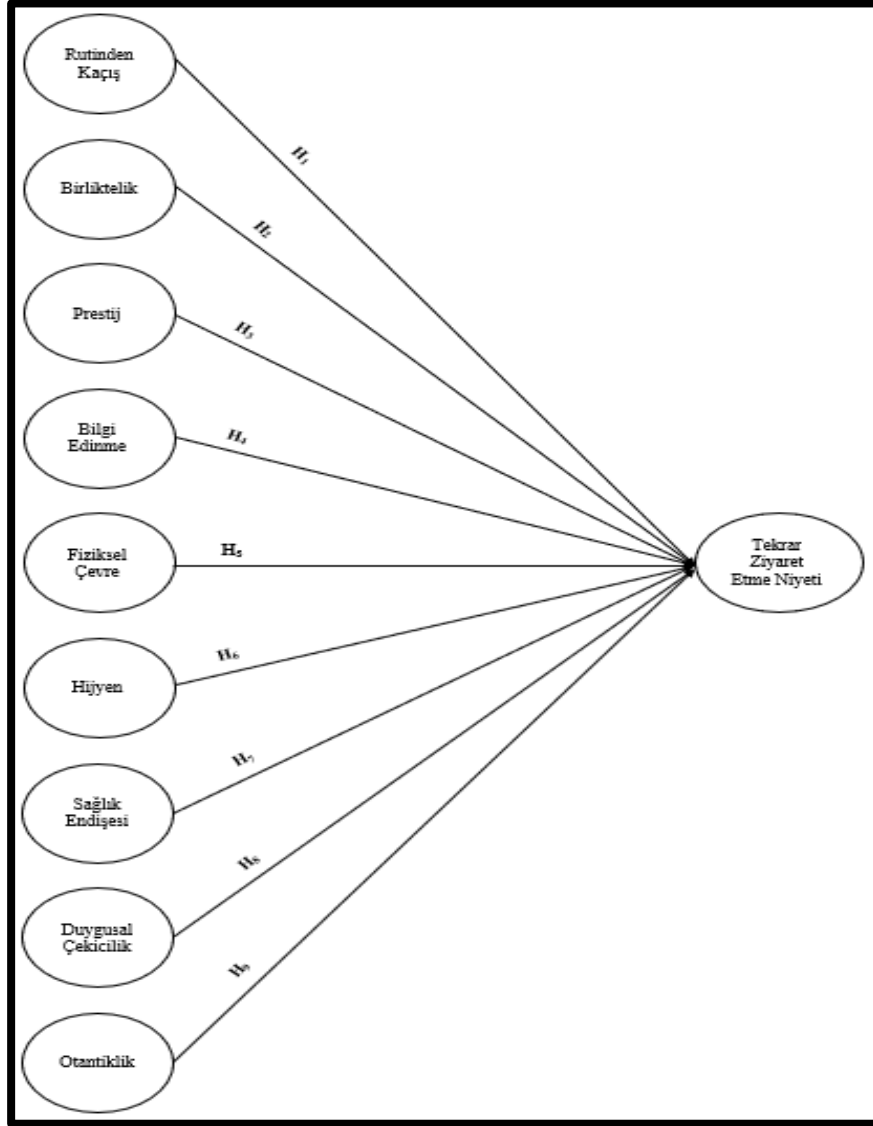 Rutinden
Kaçış
H₁
Birliktelik
H₂
Prestij
H₃
Bilgi
Edinme
H₄
Fiziksel
Çevre
H₅
Tekrar
Ziyaret
Etme Niyeti
Hijyen
H₆
Sağlık
Endişesi
H₇
Duygusal
Çekicilik
H₈
Otantiklik
H₉